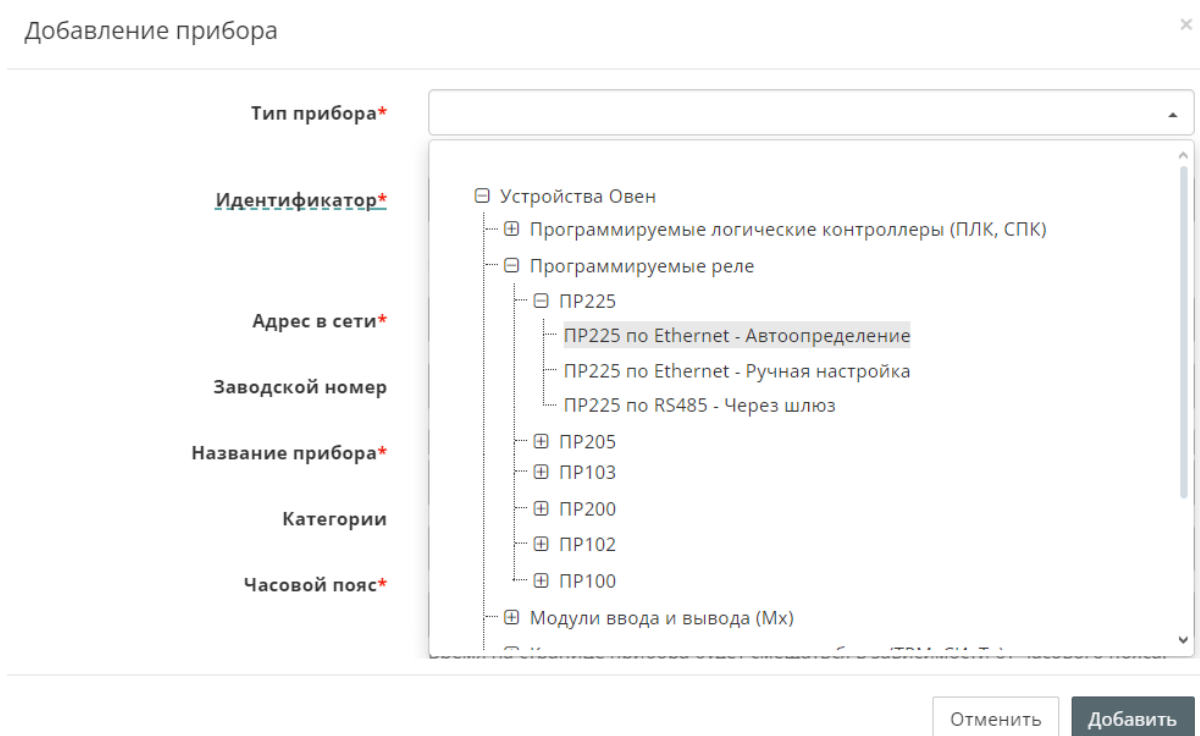 Добавление прибора
×
Тип прибора*
Идентификатор*
Устройства Овен
Программируемые логические контроллеры (ПЛК, СПК)
Программируемые реле
ПР225
ПР225 по Ethernet - Автоопределение
Адрес в сети*
ПР225 по Ethernet - Ручная настройка
Заводской номер
ПР225 по RS485 - Через шлюз
Название прибора*
ПР205
ПР103
Категории
ПР200
ПР102
Часовой пояс*
ПР100
Модули ввода и вывода (Мх)
Отменить
Добавить